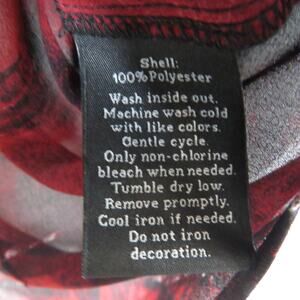 Shell:
100% Polyester
Wash inside out.
Machine wash cold
with like colors.
Gentle cycle.
Only non-chlorine
bleach when needed.
Tumble dry low.
Remove promptly.
Cool iron if needed.
Do not iron
decoration.